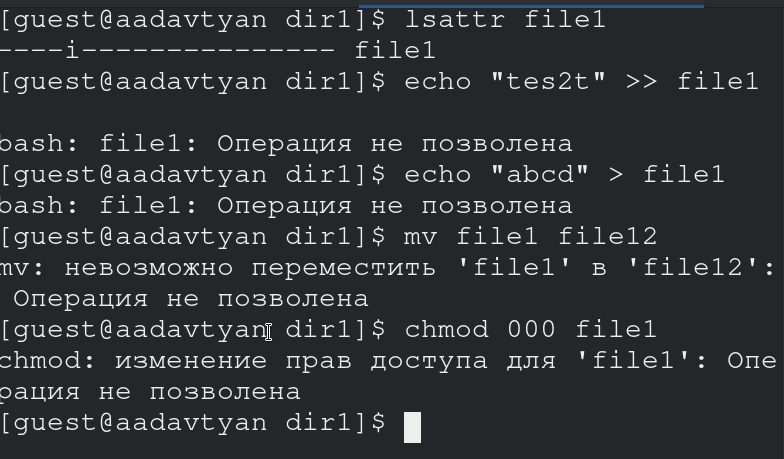 [guest@aadavtyan dir1]$ lsattr file1
----i--------------- file1
[guest@aadavtyan dir1]$ echo "tes2t" >> file1
bash: file1: Операция не позволена
[guest@aadavtyan dir1]$ echo "abcd" > file1
bash: file1: Операция не позволена
[guest@aadavtyan dir1]$ mv file1 file12
mv: невозможно переместить 'file1' в 'file12':
 Операция не позволена
[guest@aadavtyan dir1]$ chmod 000 file1
chmod: изменение прав доступа для 'file1': Опе
рация не позволена
[guest@aadavtyan dir1]$